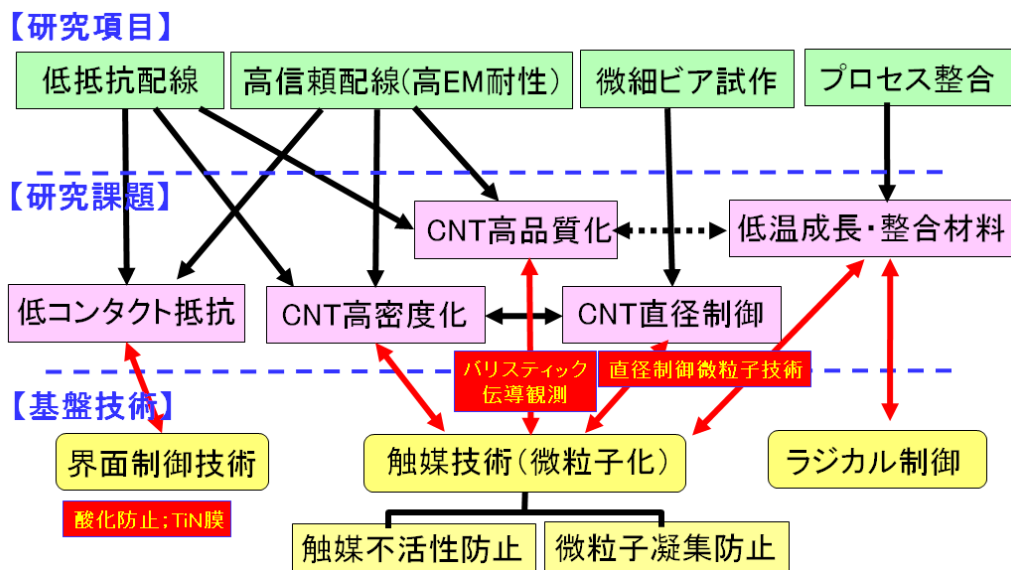 【研究項目】
低抵抗配線
高信頼配線(高EM耐性)
微細ビア試作
プロセス整合
【研究課題】
CNT高品質化
低温成長・整合材料
低コンタクト抵抗
CNT高密度化
CNT直径制御
バリスティック
伝導観測
直径制御微粒子技術
【基盤技術】
界面制御技術
触媒技術(微粒子化)
ラジカル制御
酸化防止;TiN膜
触媒不活性防止
微粒子凝集防止